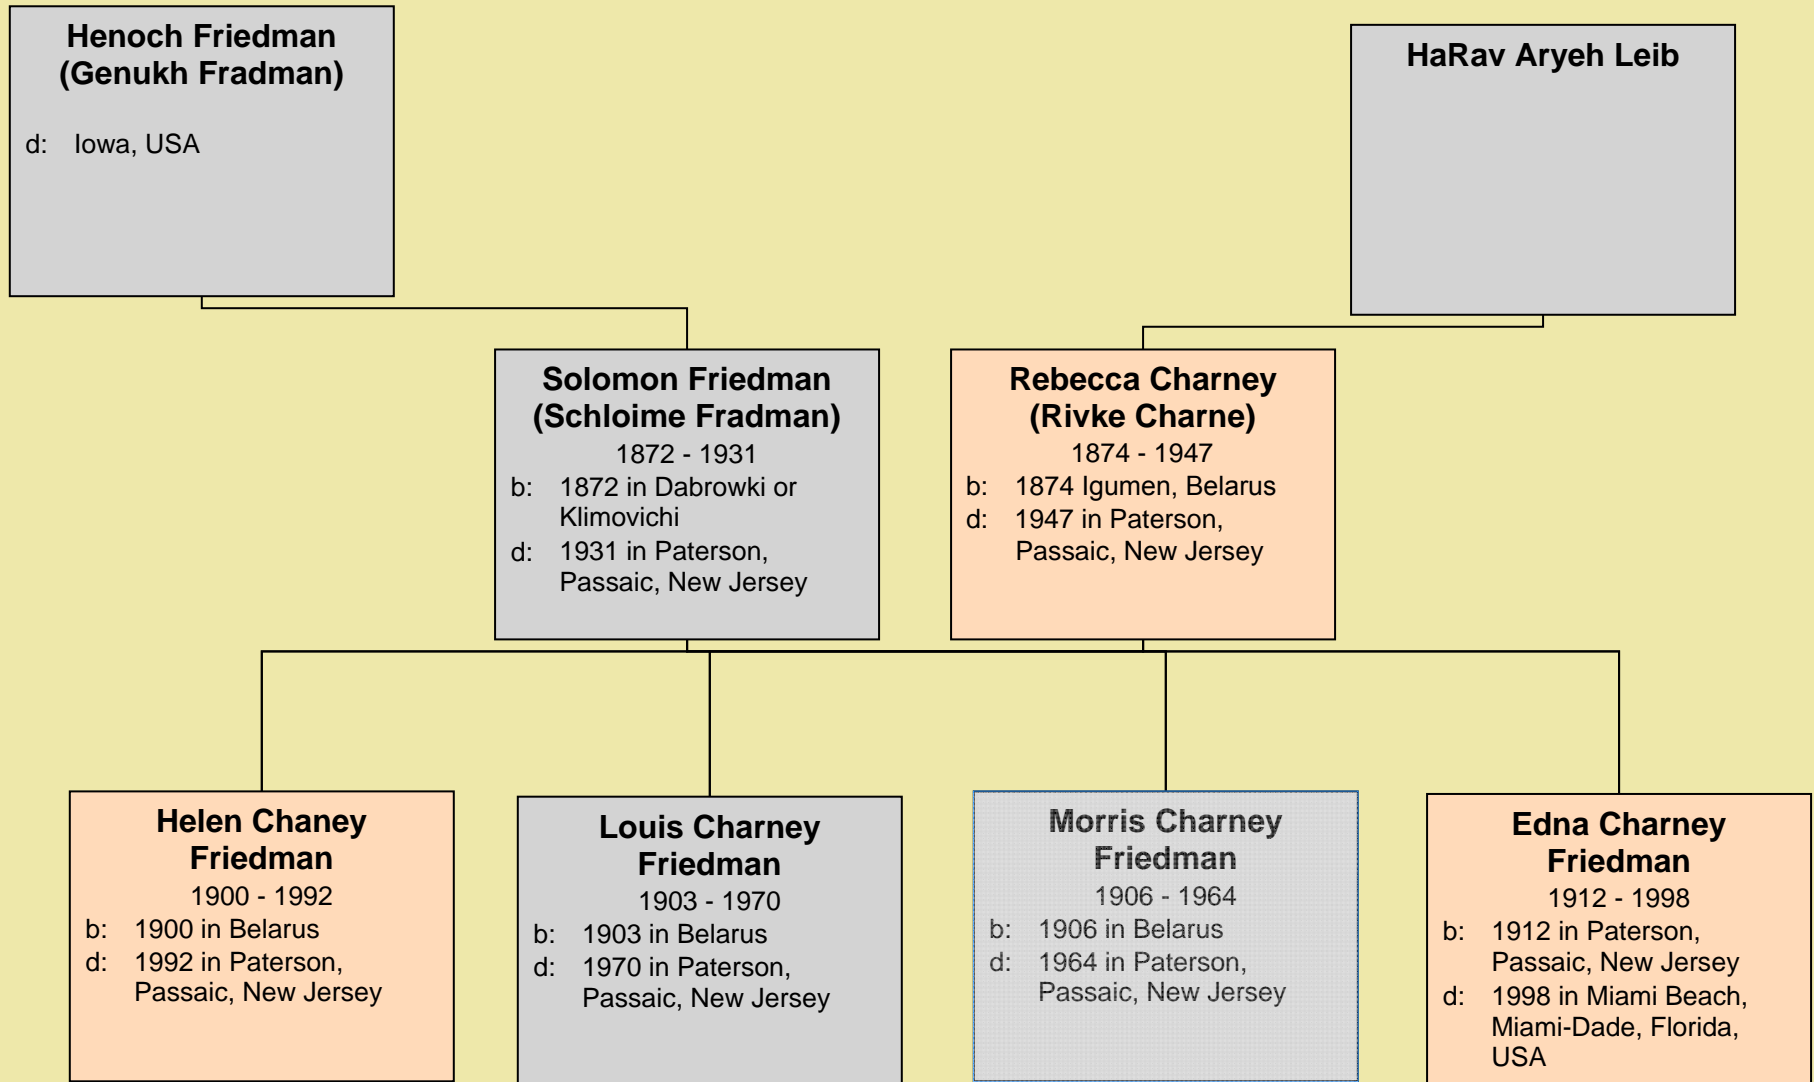 Henoch Friedman
(Genukh Fradman)
d: Iowa, USA
HaRav Aryeh Leib
Solomon Friedman
(Schloime Fradman)
1872 - 1931
b: 1872 in Dabrowki or
Klimovichi
d: 1931 in Paterson,
Passaic, New Jersey
Rebecca Charney
(Rivke Charne)
1874 - 1947
b: 1874 Igumen, Belarus
d: 1947 in Paterson,
Passaic, New Jersey
Helen Chaney
Friedman
1900 - 1992
b: 1900 in Belarus
d: 1992 in Paterson,
Passaic, New Jersey
Louis Charney
Friedman
1903 - 1970
b: 1903 in Belarus
d: 1970 in Paterson,
Passaic, New Jersey
Morris Charney
Friedman
1906 - 1964
b: 1906 in Belarus
d: 1964 in Paterson,
Passaic, New Jersey
Edna Charney
Friedman
1912 - 1998
b: 1912 in Paterson,
Passaic, New Jersey
d: 1998 in Miami Beach,
Miami-Dade, Florida,
USA